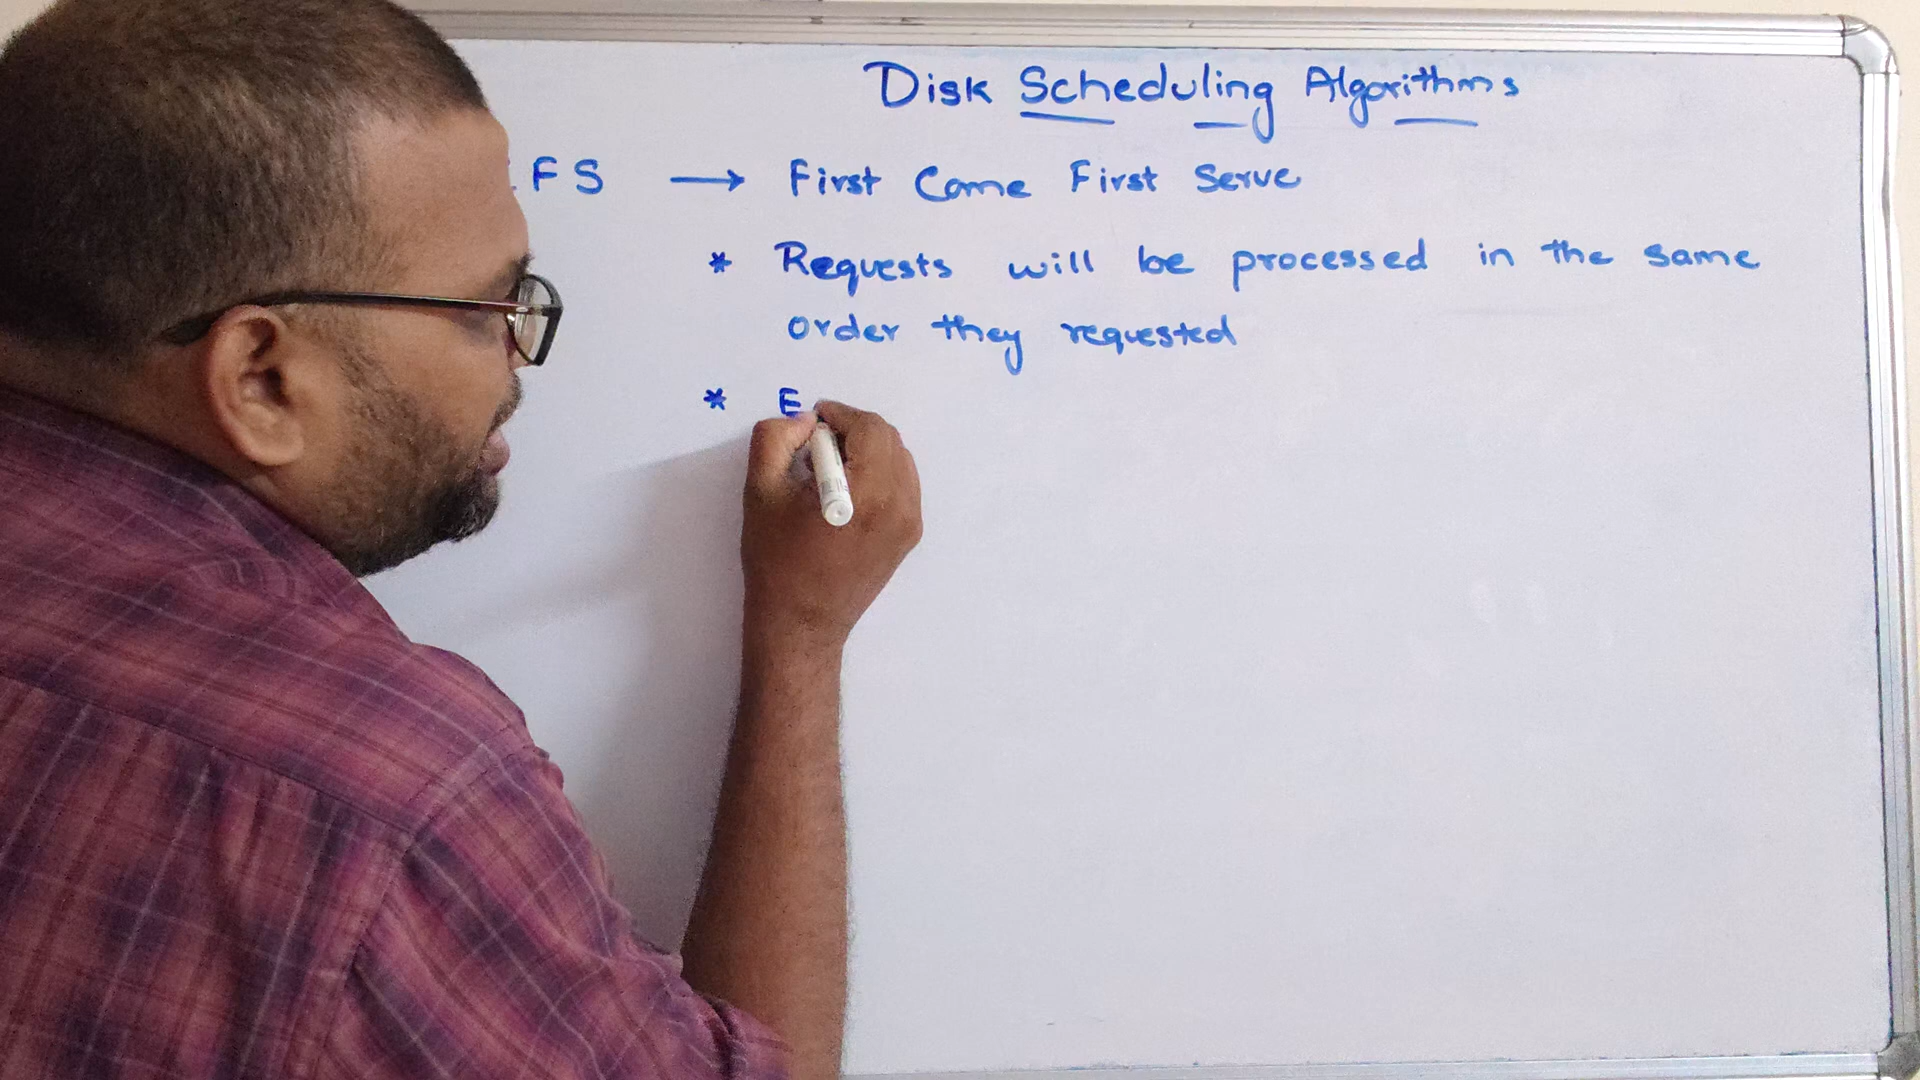 Disk Scheduling Algorithms
FS → First Come First Serve
* Requests will be processed in the same
order they requested
* E